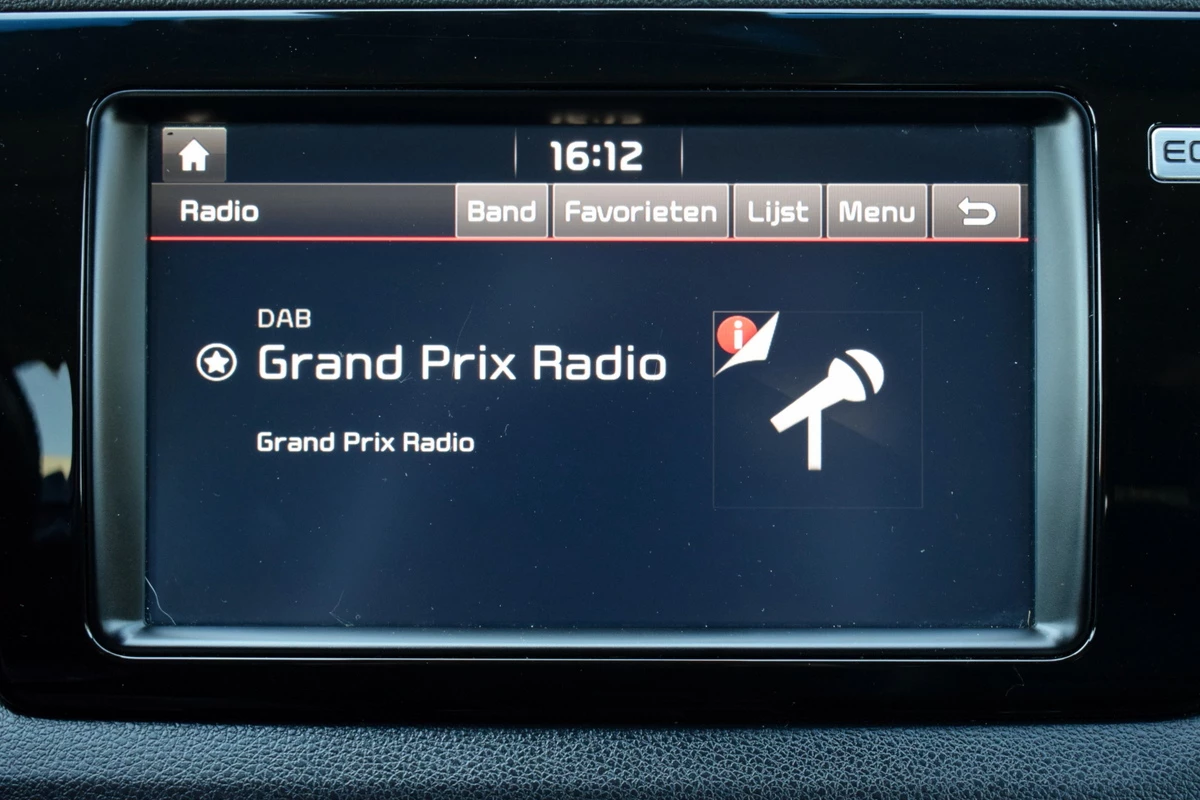 16:12
Radio Band Favorieten Lijst Menu
DAB
Grand Prix Radio
i
Grand Prix Radio